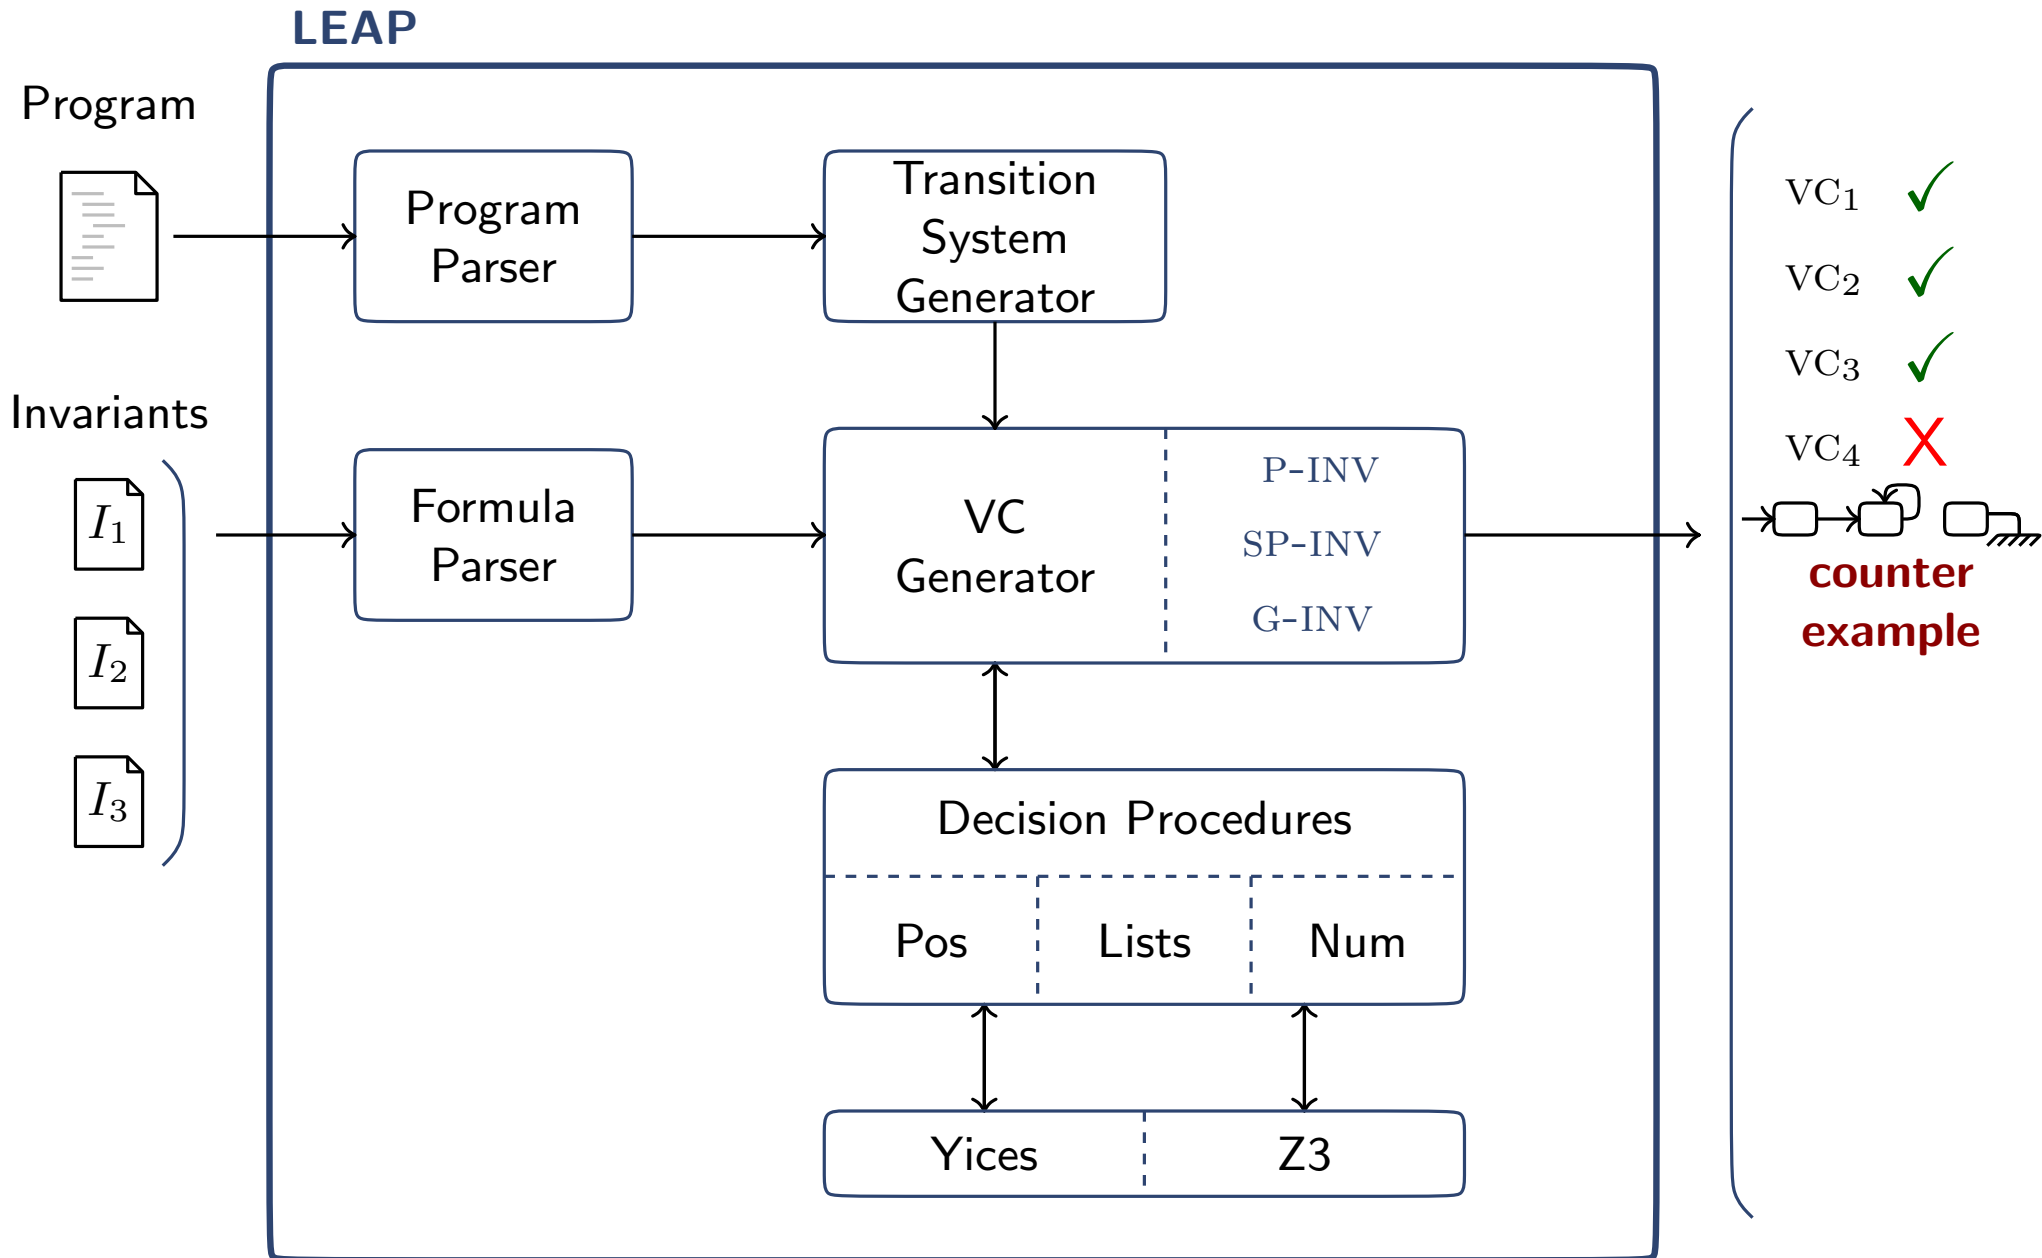 LEAP
Program
Program
Parser
Transition
System
Generator
Invariants
I₁
I₂
I₃
Formula
Parser
VC
Generator
P-INV
SP-INV
G-INV
Decision Procedures
Pos
Lists
Num
Yices
Z3
VC₁ ✓
VC₂ ✓
VC₃ ✓
VC₄ X
counter
example